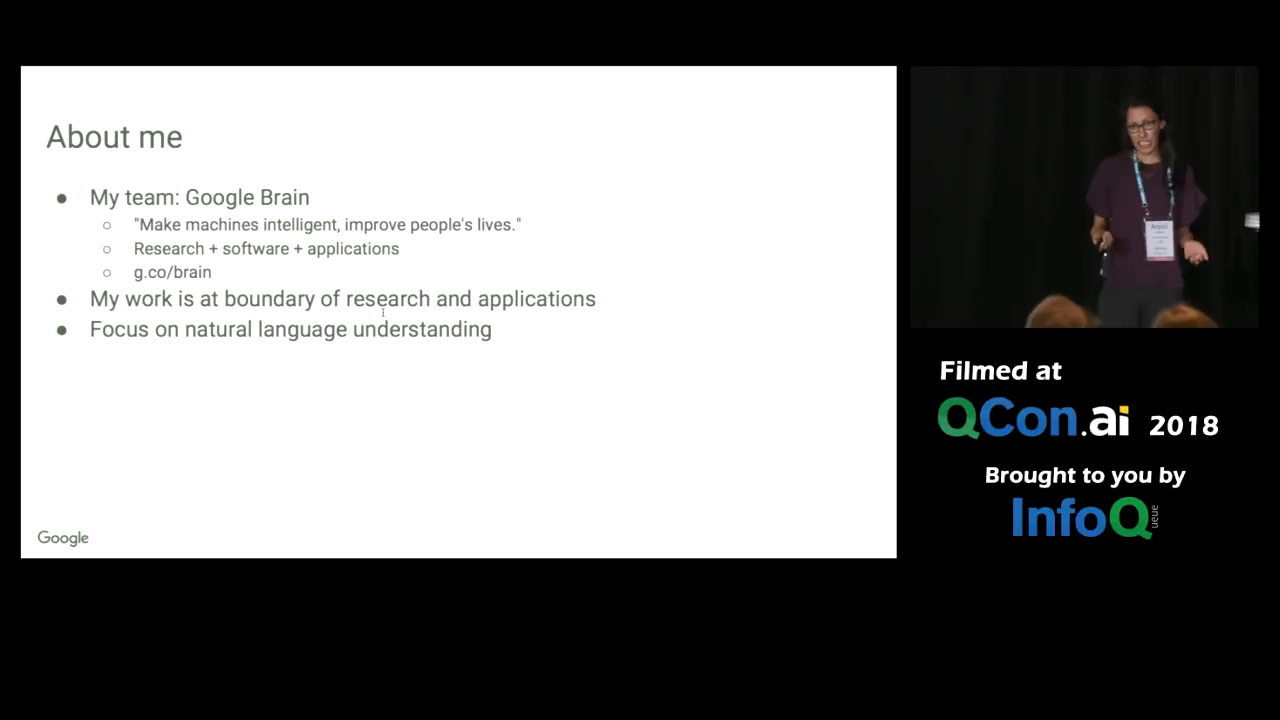 About me
● My team: Google Brain
○ "Make machines intelligent, improve people's lives."
○ Research + software + applications
○ g.co/brain
● My work is at boundary of research and applications
● Focus on natural language understanding
Google
Filmed at
QCon.ai 2018
Brought to you by
InfoQueue